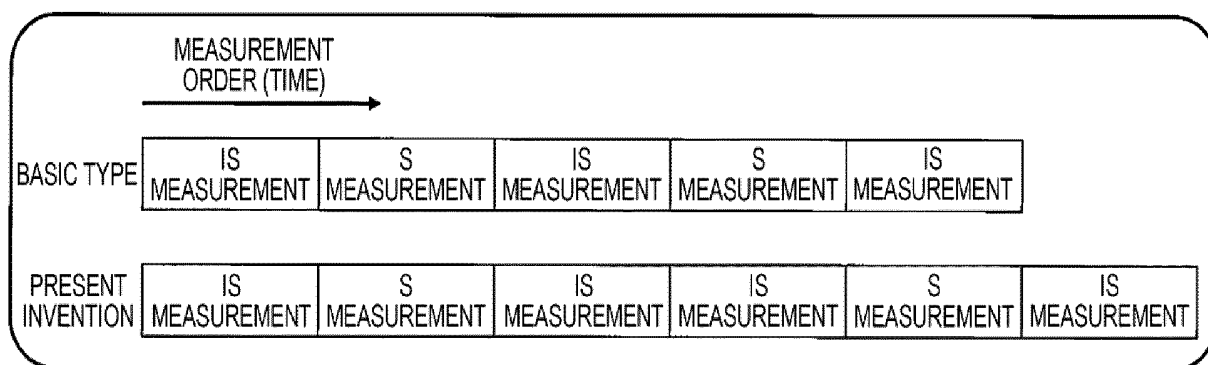 MEASUREMENT
ORDER (TIME)
BASIC TYPE
IS
MEASUREMENT
S
MEASUREMENT
IS
MEASUREMENT
S
MEASUREMENT
IS
MEASUREMENT
PRESENT
INVENTION
IS
MEASUREMENT
S
MEASUREMENT
IS
MEASUREMENT
IS
MEASUREMENT
S
MEASUREMENT
IS
MEASUREMENT